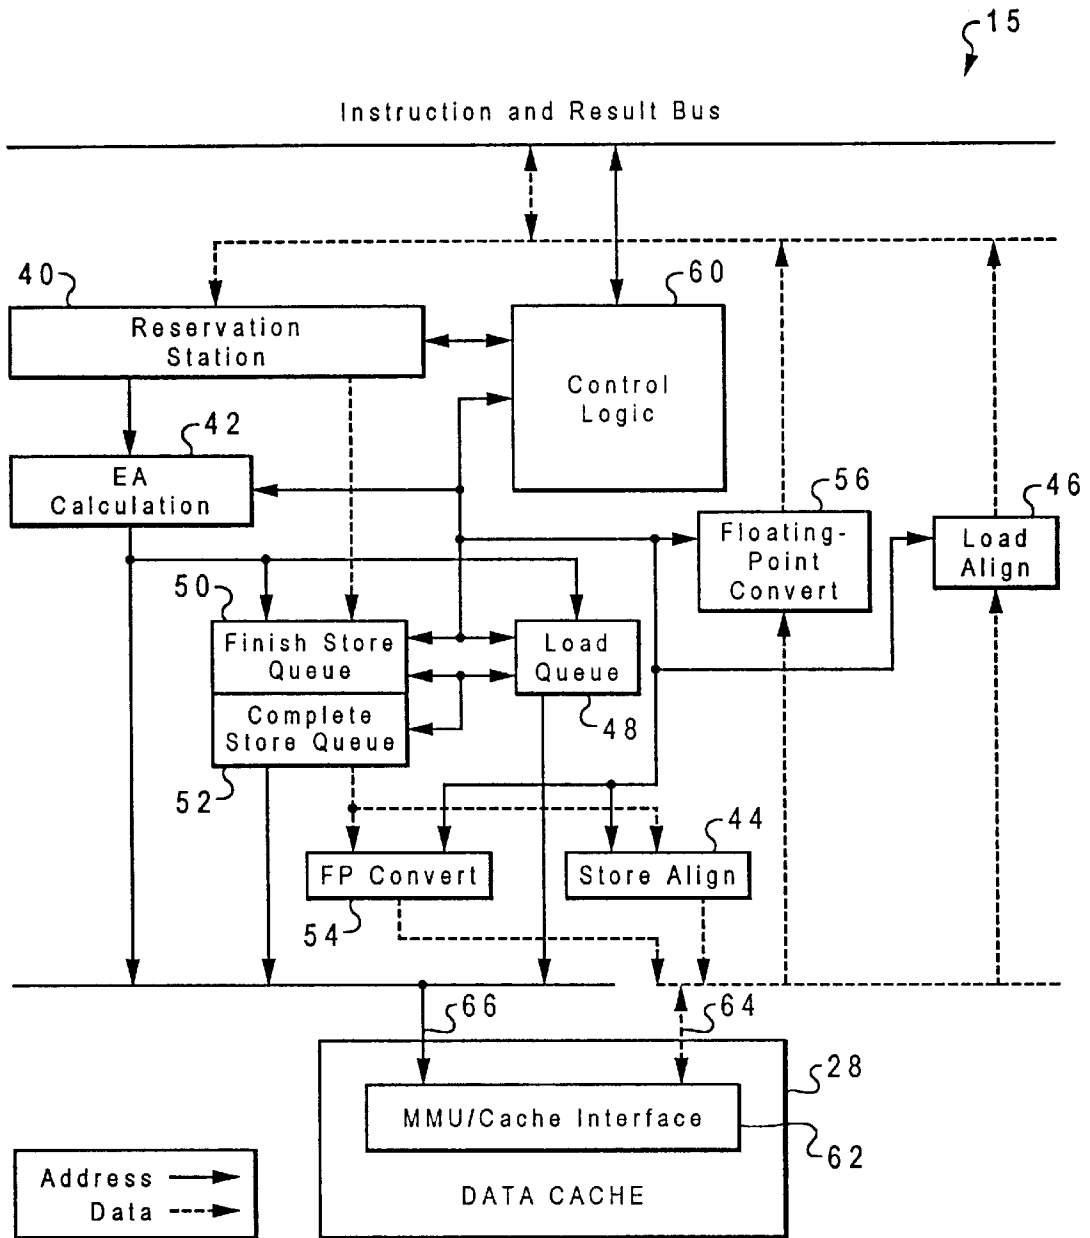 15
Instruction and Result Bus
40
60
Reservation
Station
Control
Logic
42
EA
Calculation
56
46
Floating-
Point
Convert
Load
Align
50
Finish Store
Queue
Load
Queue
Complete
Store Queue
48
52
44
FP Convert
Store Align
54
66
64
28
MMU/Cache Interface
62
Address
Data
DATA CACHE